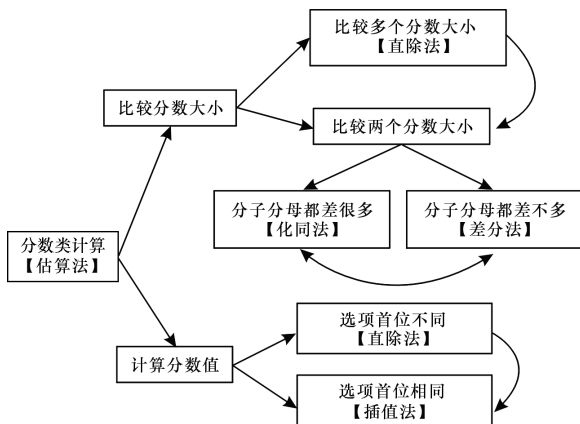 比较多个分数大小
【直除法】
比较分数大小
比较两个分数大小
分子分母都差很多
【化同法】
分子分母都差不多
【差分法】
分数类计算
【估算法】
选项首位不同
【直除法】
计算分数值
选项首位相同
【插值法】